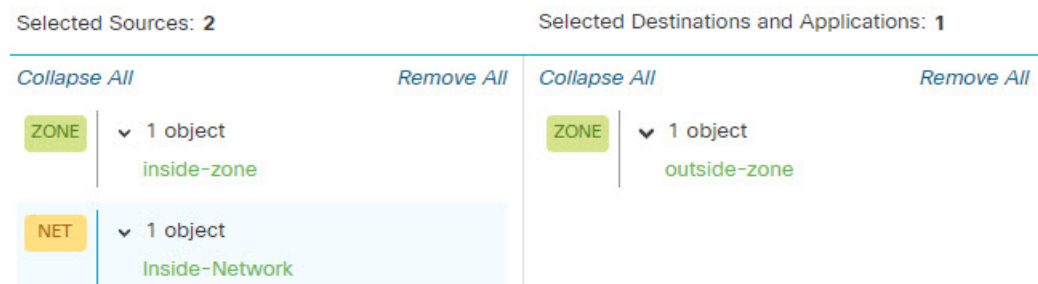 Selected Sources: 2
Collapse All Remove All
ZONE 1 object
inside-zone
NET 1 object
Inside-Network
Selected Destinations and Applications: 1
Collapse All Remove All
ZONE 1 object
outside-zone